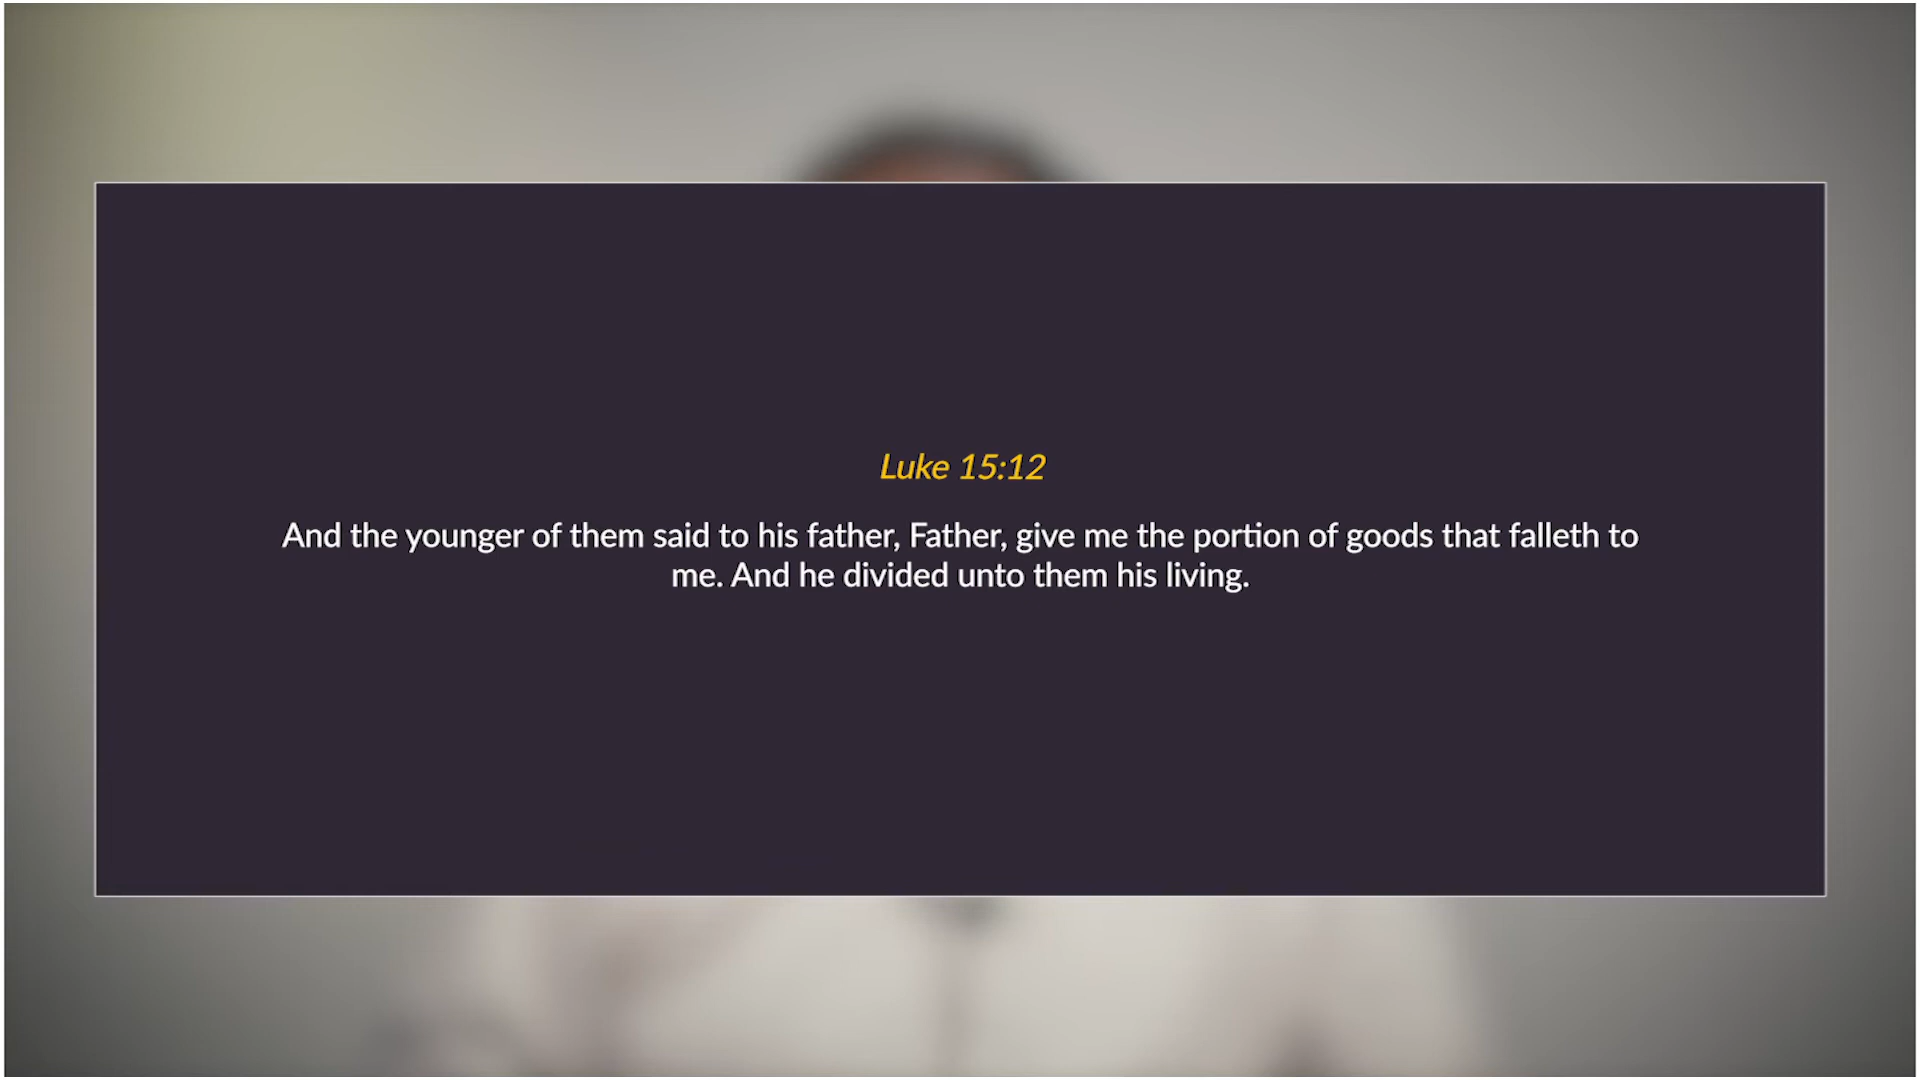 Luke 15:12
And the younger of them said to his father, Father, give me the portion of goods that falleth to
me. And he divided unto them his living.